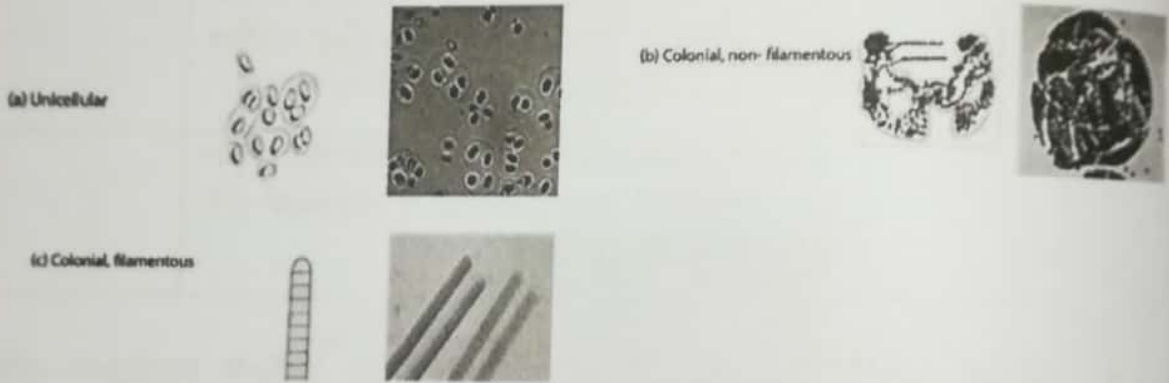 (a) Unicellular
(b) Colonial, non- filamentous
(c) Colonial, filamentous